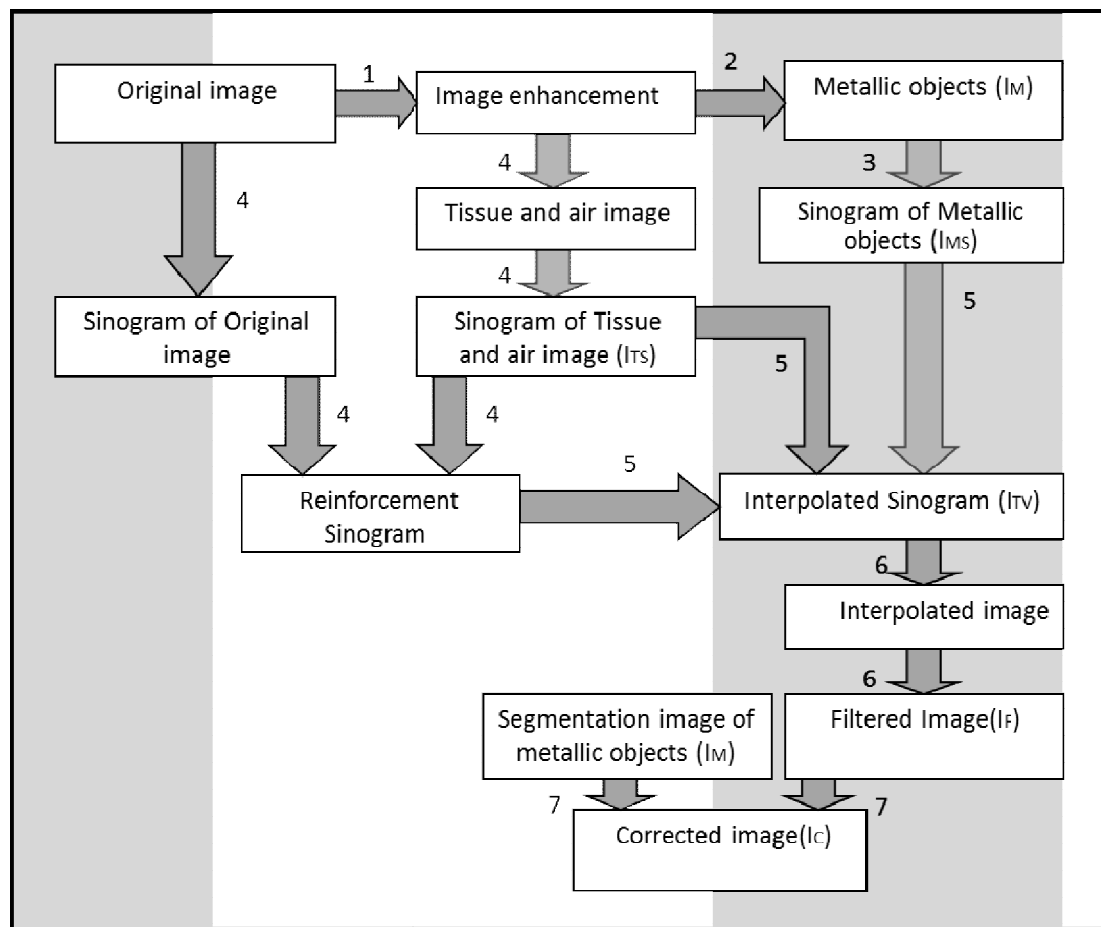 Original image
1
Image enhancement
2
Metallic objects (IM)
4
4
3
Tissue and air image
Sinogram of Metallic
objects (IMS)
4
5
Sinogram of Original
image
Sinogram of Tissue
and air image (ITS)
5
4
4
5
Reinforcement
Sinogram
Interpolated Sinogram (ITV)
6
Interpolated image
6
Segmentation image of
metallic objects (IM)
Filtered Image(IF)
7
7
Corrected image(IC)